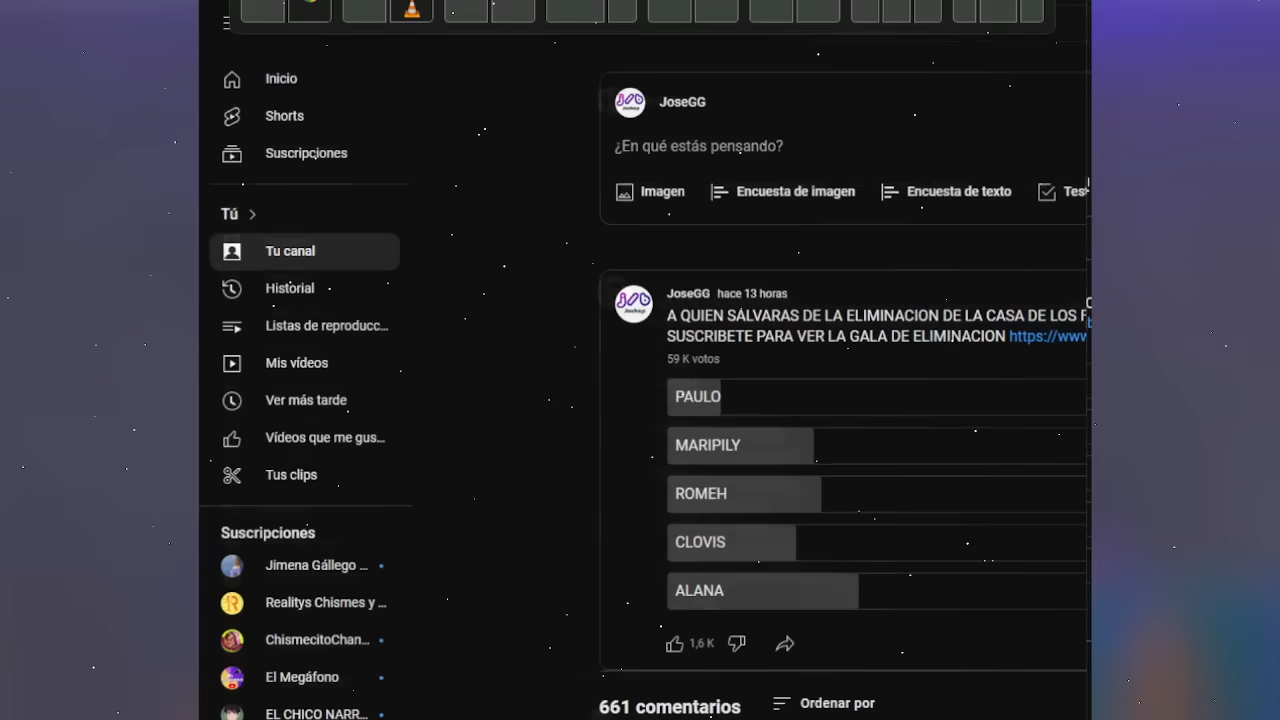 Inicio
Shorts
Suscripciones
Tú
Tu canal
Historial
Listas de reproducc...
Mis vídeos
Ver más tarde
Vídeos que me gus...
Tus clips
Suscripciones
Jimena Gállego ...
Realitys Chismes y ...
ChismecitoChan...
El Megáfono
EL CHICO NARR...
JoseGG
¿En qué estás pensando?
Imagen
Encuesta de imagen
Encuesta de texto
JoseGG hace 13 horas
A QUIEN SALVARAS DE LA ELIMINACION DE LA CASA DE LOS
SUSCRIBETE PARA VER LA GALA DE ELIMINACION https://www
59 K votos
PAULO
MARIPILY
ROMEH
CLOVIS
ALANA
1,6 K
661 comentarios
Ordenar por